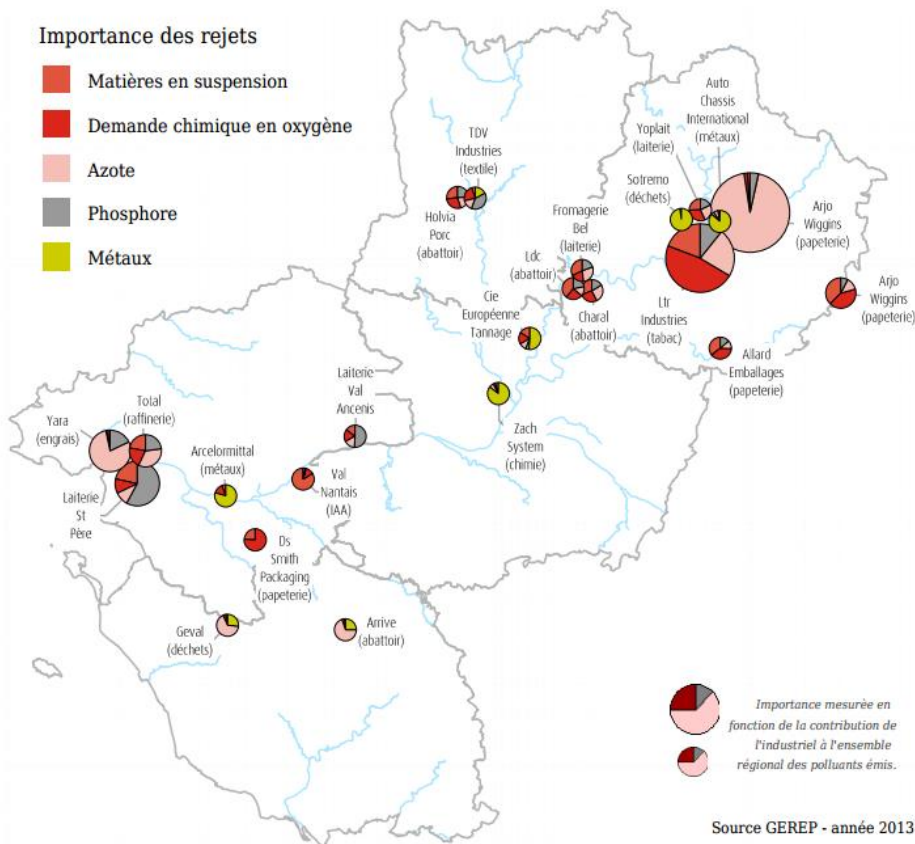 Importance des rejets
Matières en suspension
Demande chimique en oxygène
Azote
Phosphore
Métaux
TDV
Industries
(textile)
Holvia
Porc
(abattoir)
Auto
Chassis
International
(métaux)
Yoplait
(laiterie)
Sotremo
(déchets)
Arjo
Wiggins
(papeterie)
Fromagerie
Bel
(laiterie)
Ldc
(abattoir)
Charal
(abattoir)
Ltr
Industries
(tabac)
Arjo
Wiggins
(papeterie)
Allard
Emballages
(papeterie)
Cie
Européenne
Tannage
Zach
System
(chimie)
Laiterie
Val
Ancenis
Yara
(engrais)
Total
(raffinerie)
Arcelormittal
(métaux)
Laiterie
St
Père
Val
Nantais
(IAA)
Ds
Smith
Packaging
(papeterie)
Geval
(déchets)
Arrive
(abattoir)
Importance mesurée en
fonction de la contribution de
l'industriel à l'ensemble
régional des polluants émis.
Source GEREP - année 2013